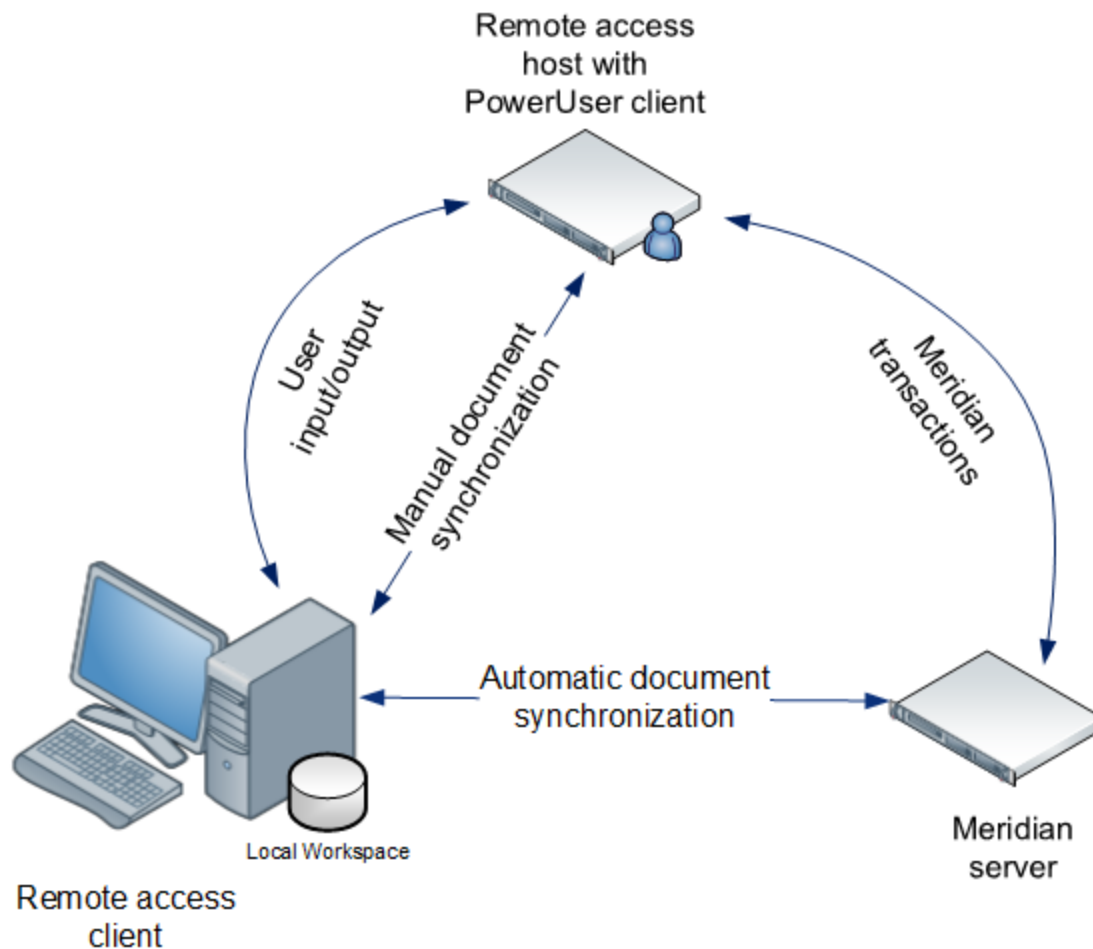 Remote access
host with
PowerUser client
User
input/output
Manual document
synchronization
Meridian
transactions
Automatic document
synchronization
Local Workspace
Remote access
client
Meridian
server